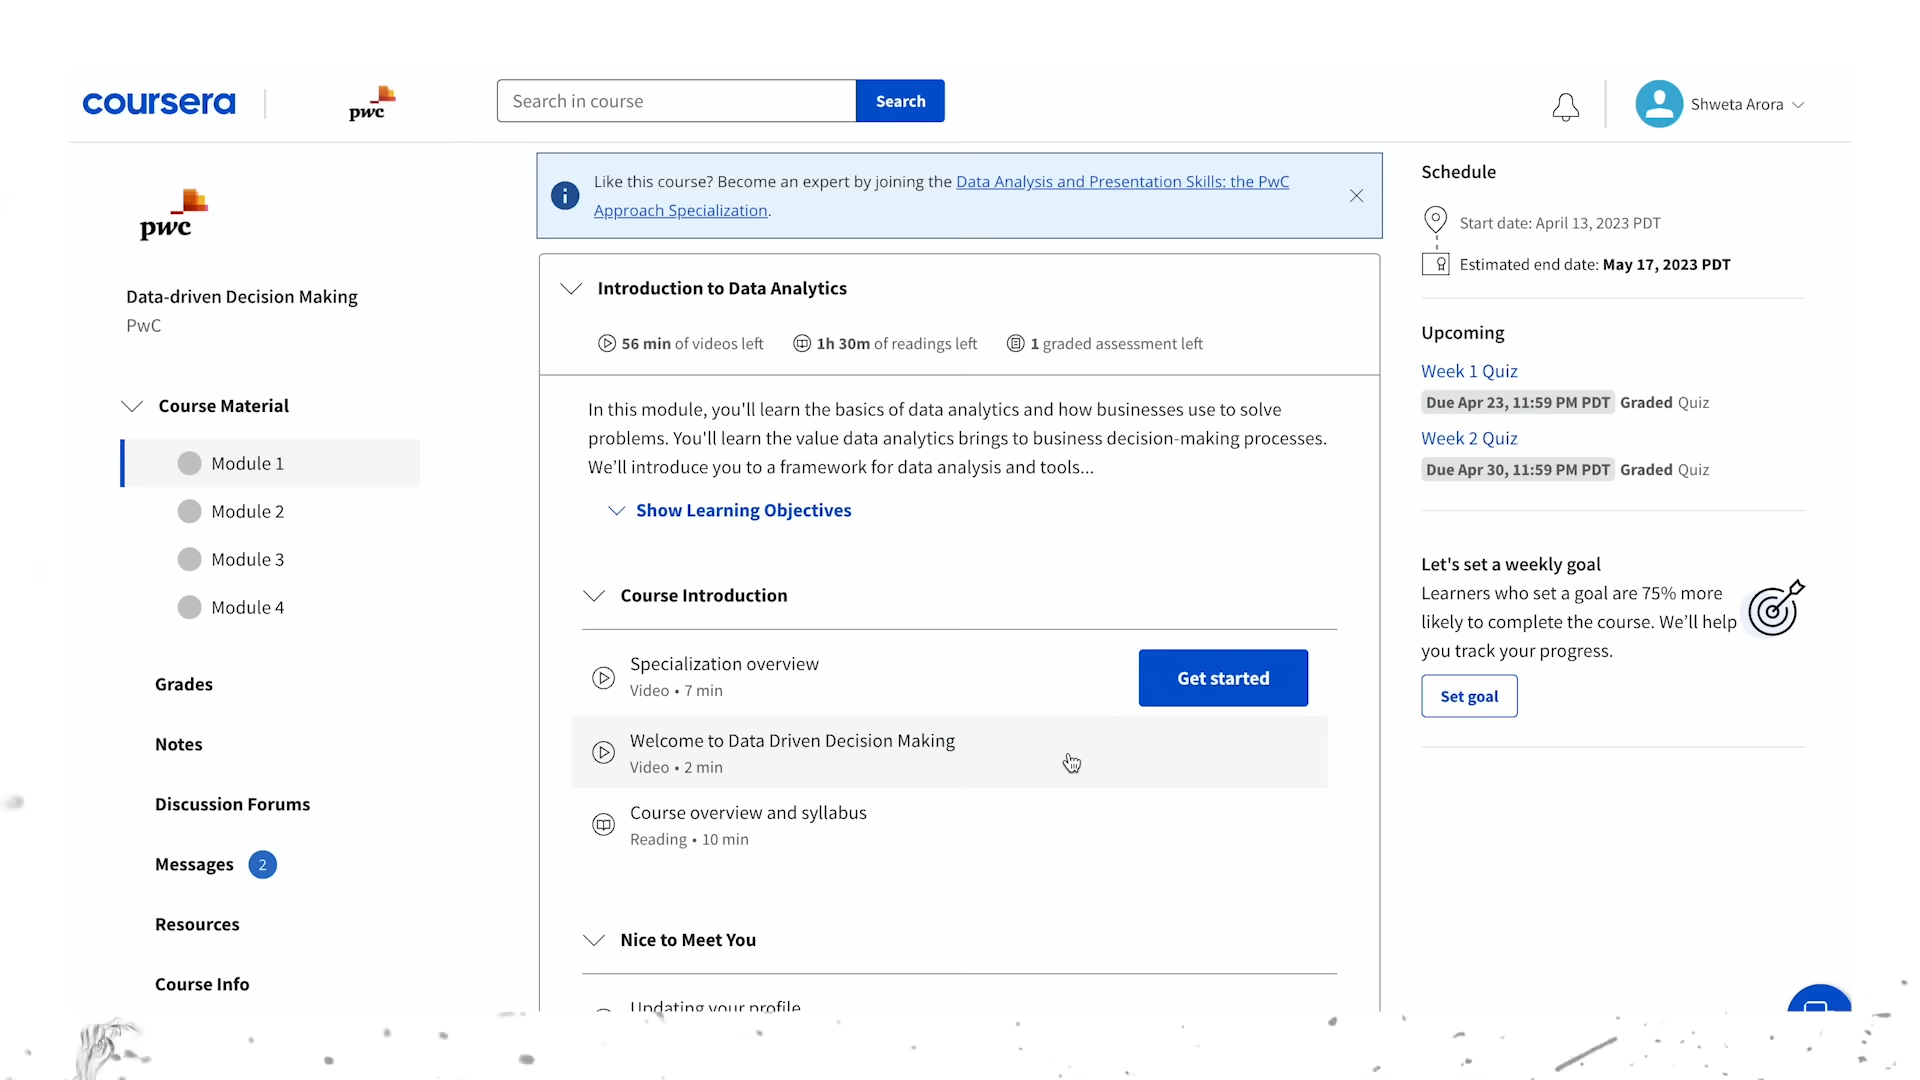 coursera
pwc
Search in course
Search
Shweta Arora
pwc
Data-driven Decision Making
PwC
Course Material
Module 1
Module 2
Module 3
Module 4
Grades
Notes
Discussion Forums
Messages 2
Resources
Course Info
Like this course? Become an expert by joining the Data Analysis and Presentation Skills: the PwC
Approach Specialization.
Introduction to Data Analytics
56 min of videos left 1h 30m of readings left 1 graded assessment left
In this module, you'll learn the basics of data analytics and how businesses use to solve
problems. You'll learn the value data analytics brings to business decision-making processes.
We’ll introduce you to a framework for data analysis and tools...
Show Learning Objectives
Course Introduction
Specialization overview
Video • 7 min
Get started
Welcome to Data Driven Decision Making
Video • 2 min
Course overview and syllabus
Reading • 10 min
Nice to Meet You
Updating your profile
Schedule
Start date: April 13, 2023 PDT
Estimated end date: May 17, 2023 PDT
Upcoming
Week 1 Quiz
Due Apr 23, 11:59 PM PDT Graded Quiz
Week 2 Quiz
Due Apr 30, 11:59 PM PDT Graded Quiz
Let's set a weekly goal
Learners who set a goal are 75% more
likely to complete the course. We’ll help
you track your progress.
Set goal